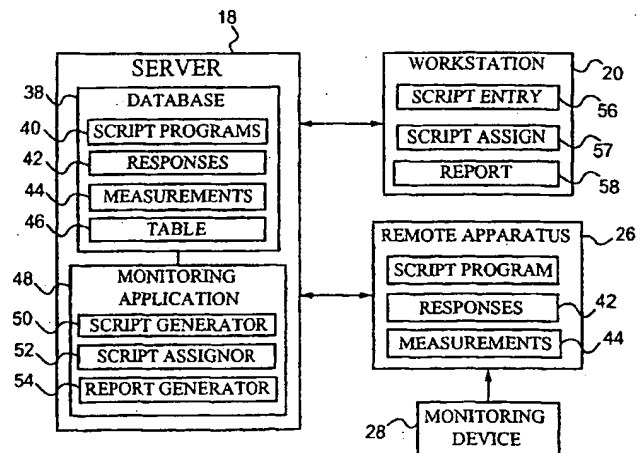 18
SERVER
38
DATABASE
40
SCRIPT PROGRAMS
42
RESPONSES
44
MEASUREMENTS
46
TABLE
48
MONITORING
APPLICATION
50
SCRIPT GENERATOR
52
SCRIPT ASSIGNOR
54
REPORT GENERATOR
WORKSTATION
20
SCRIPT ENTRY
56
SCRIPT ASSIGN
57
REPORT
58
REMOTE APPARATUS
26
SCRIPT PROGRAM
RESPONSES
42
MEASUREMENTS
44
28
MONITORING
DEVICE